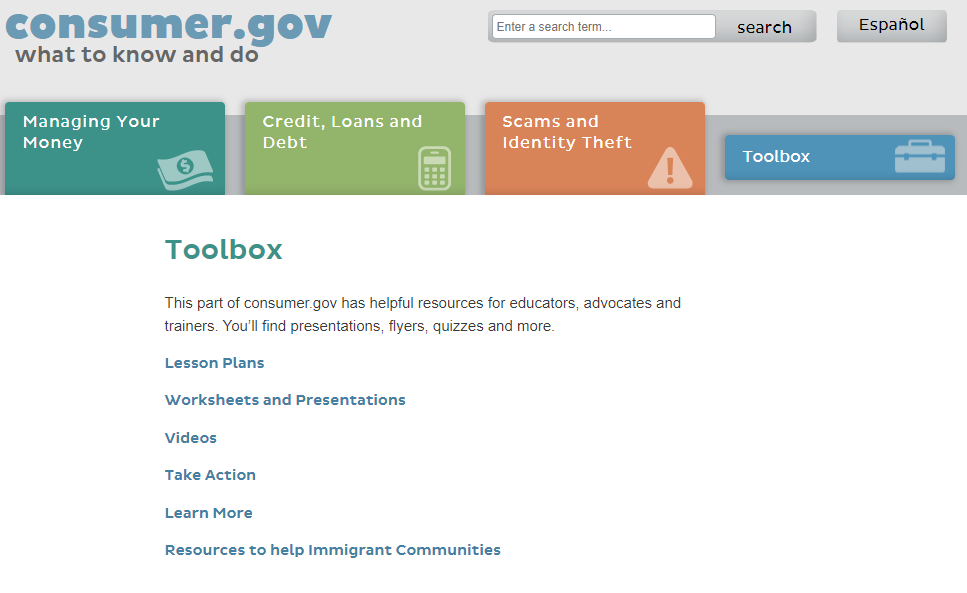 consumer.gov
what to know and do
Enter a search term...
search
Español
Managing Your
Money
Credit, Loans and
Debt
Scams and
Identity Theft
Toolbox
Toolbox
This part of consumer.gov has helpful resources for educators, advocates and
trainers. You’ll find presentations, flyers, quizzes and more.
Lesson Plans
Worksheets and Presentations
Videos
Take Action
Learn More
Resources to help Immigrant Communities